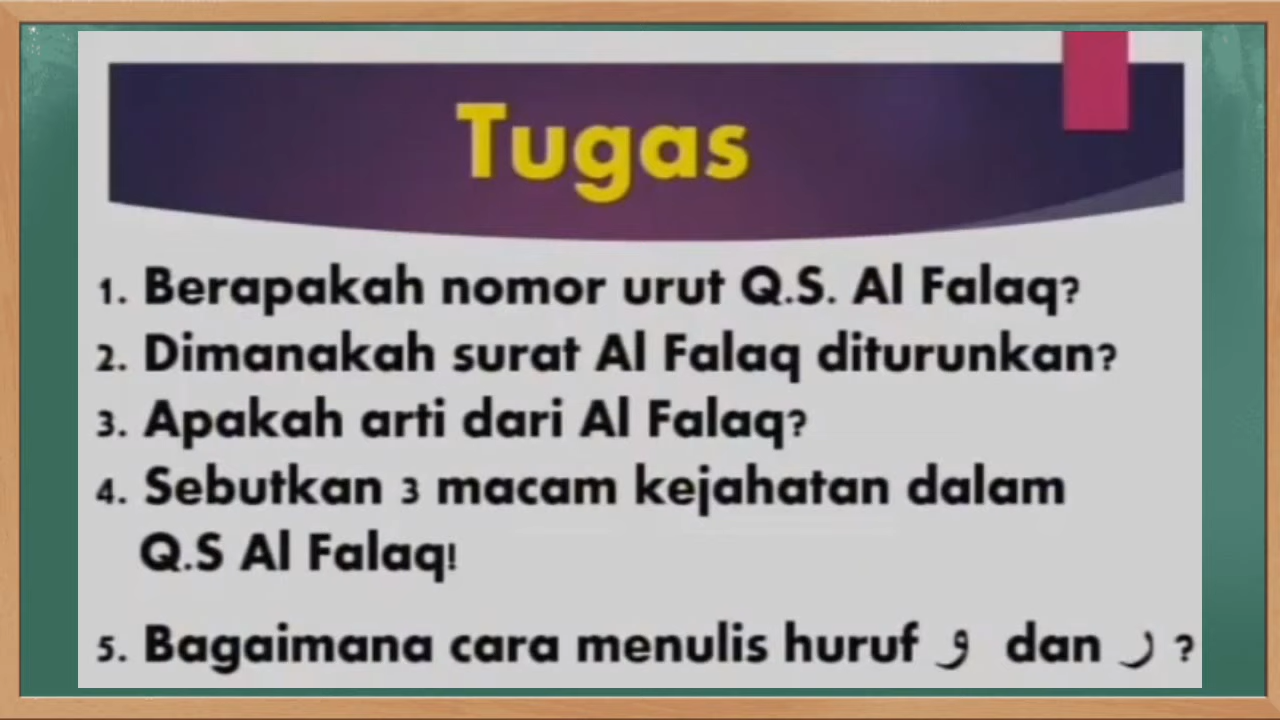 Tugas
1. Berapakah nomor urut Q.S. Al Falaq?
2. Dimanakah surat Al Falaq diturunkan?
3. Apakah arti dari Al Falaq?
4. Sebutkan 3 macam kejahatan dalam
Q.S Al Falaq!
5. Bagaimana cara menulis huruf و dan ر ?